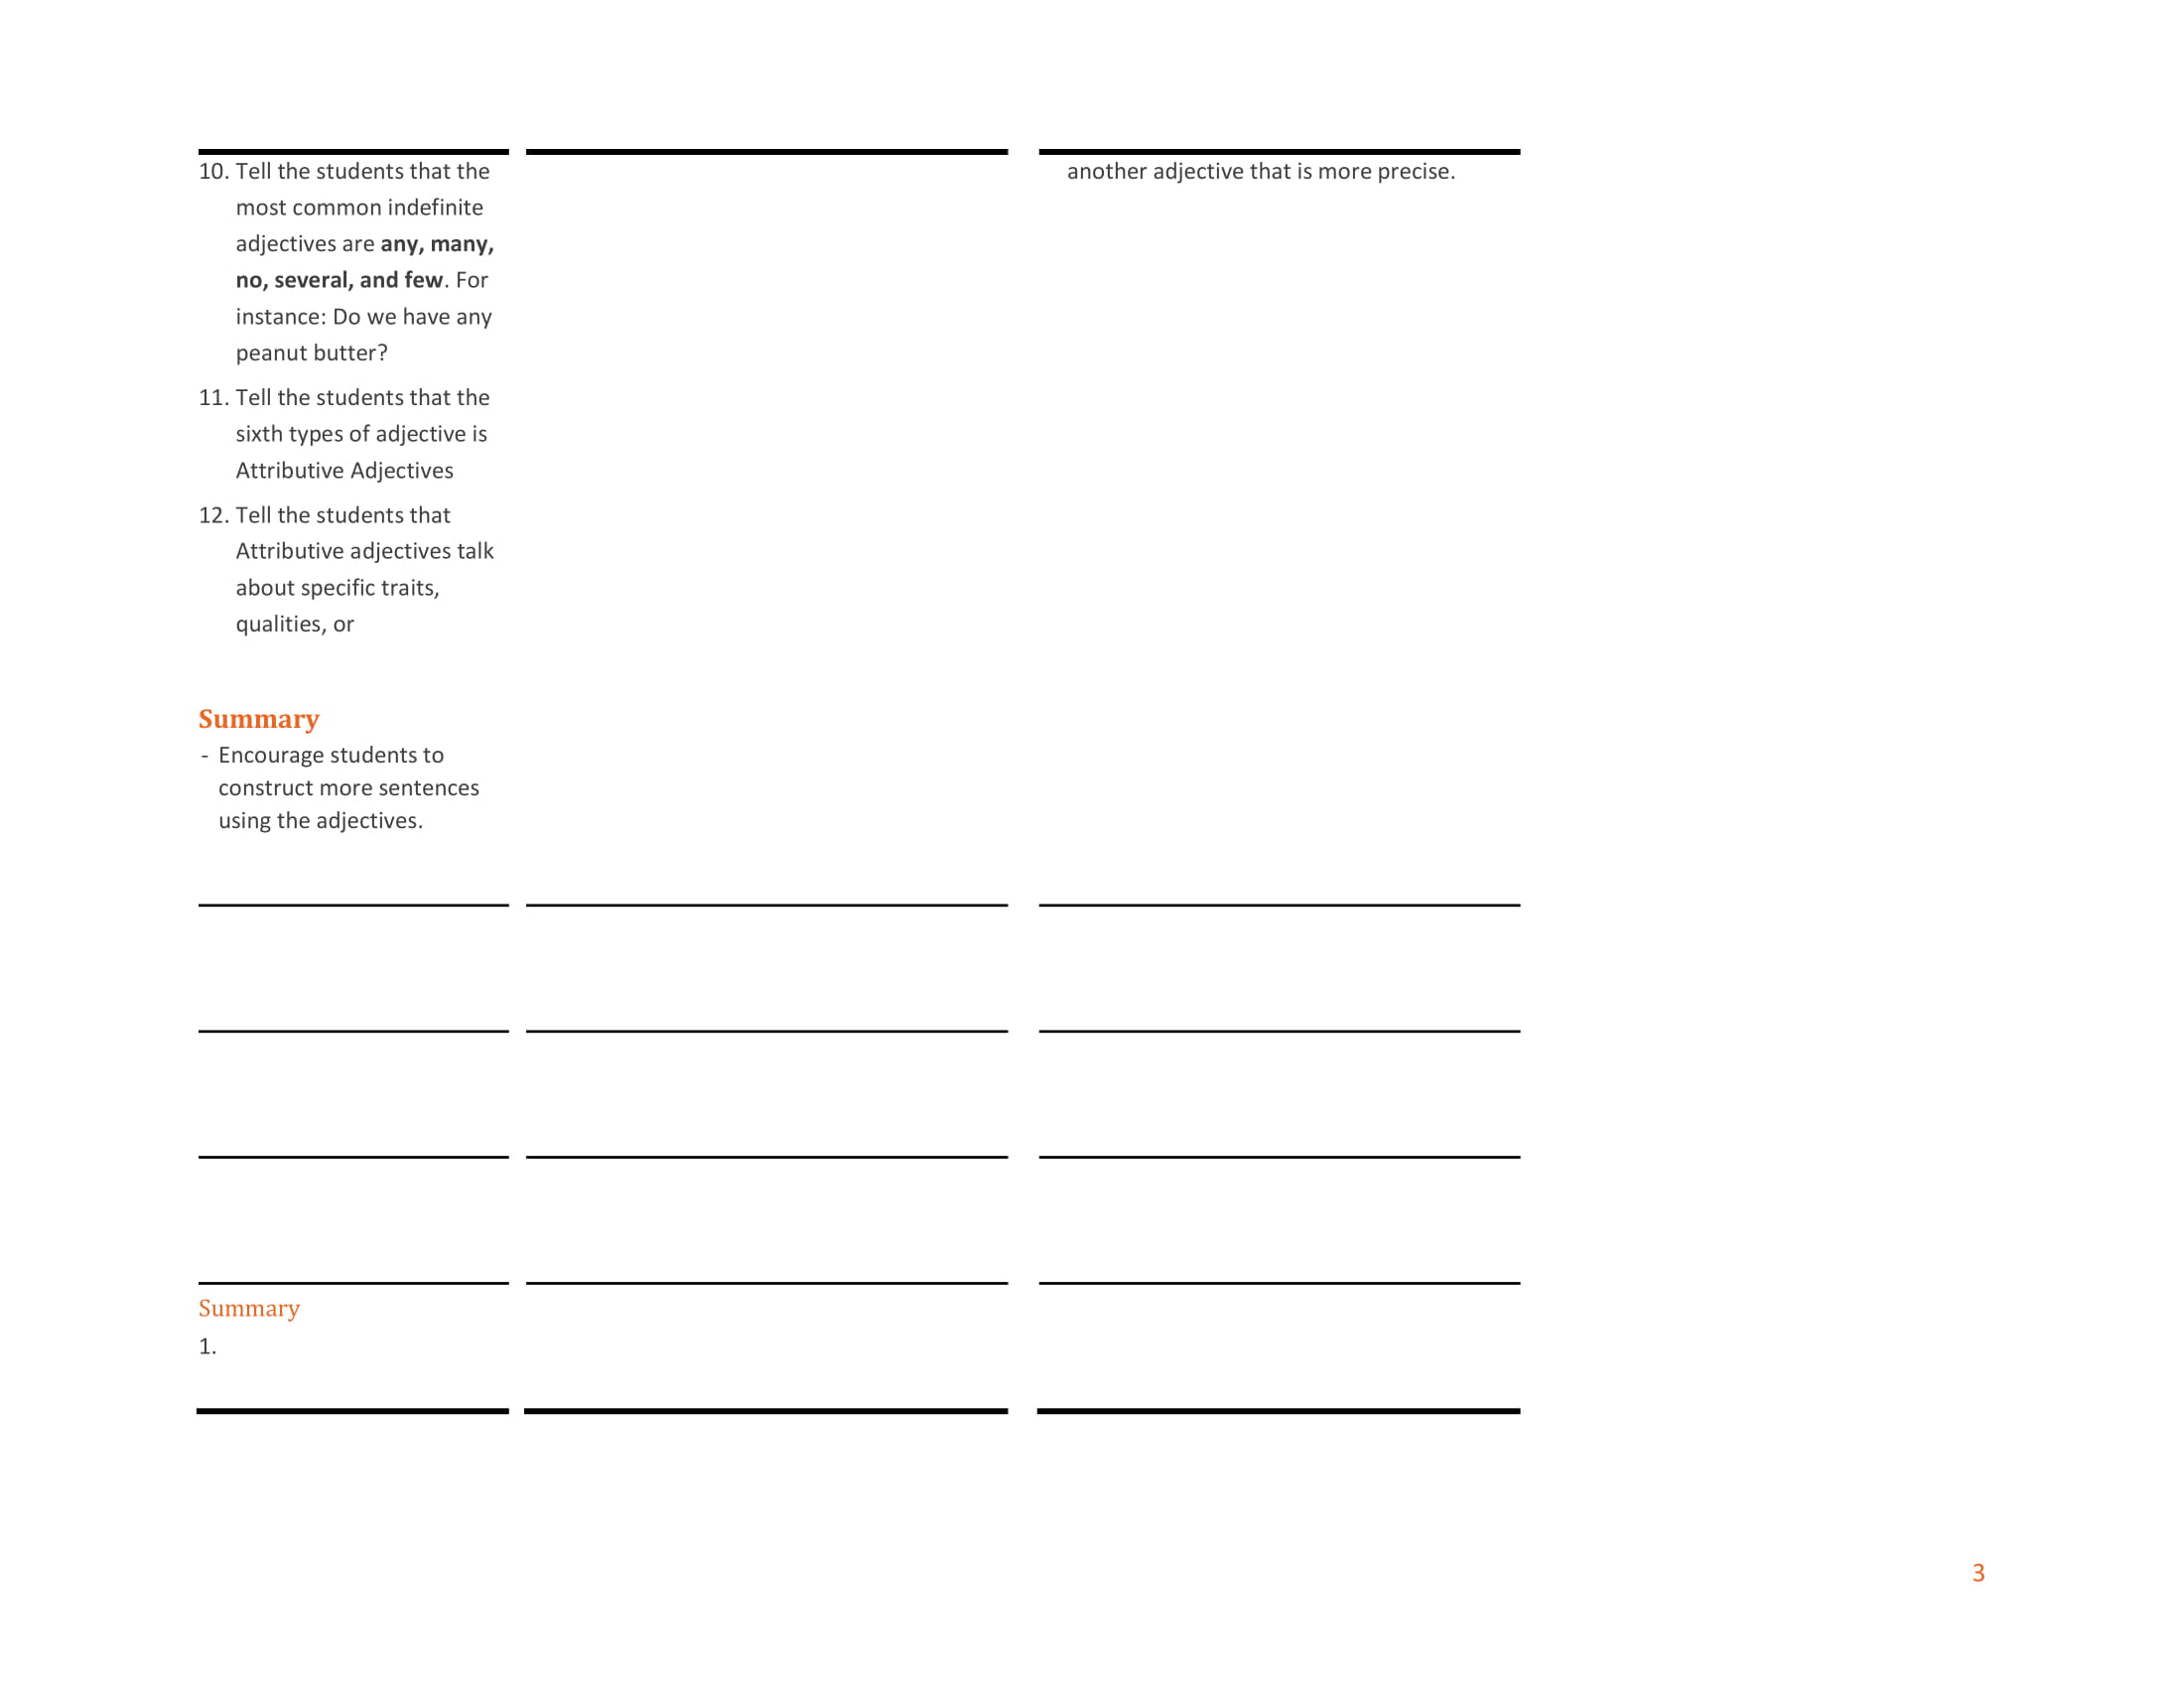 10. Tell the students that the
most common indefinite
adjectives are any, many,
no, several, and few. For
instance: Do we have any
peanut butter?
11. Tell the students that the
sixth types of adjective is
Attributive Adjectives
12. Tell the students that
Attributive adjectives talk
about specific traits,
qualities, or
Summary
- Encourage students to
construct more sentences
using the adjectives.
Summary
1.
another adjective that is more precise.
3